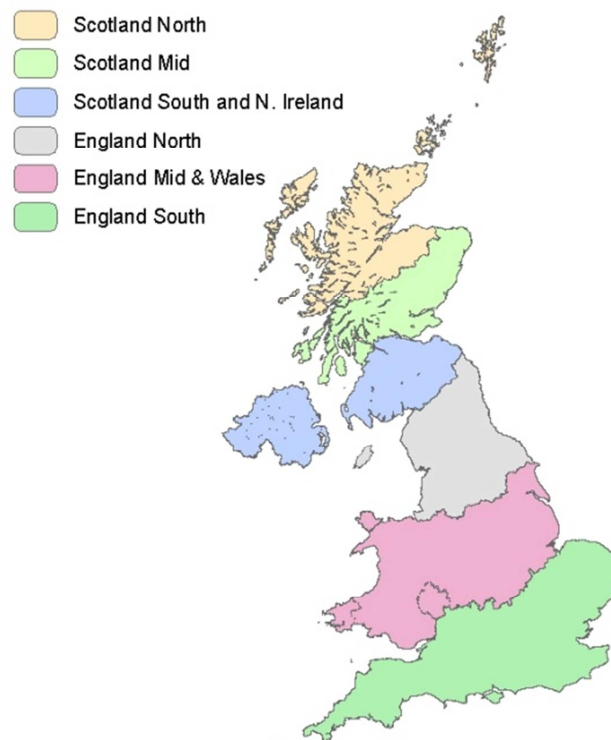 Scotland North
Scotland Mid
Scotland South and N. Ireland
England North
England Mid & Wales
England South